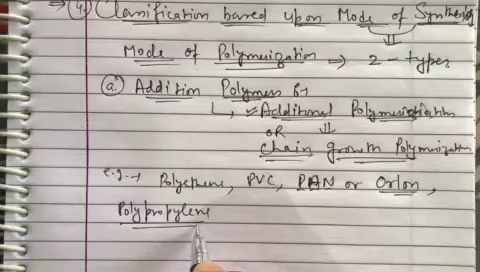 ⇒ (4) Classification based upon Mode of Synthesis
⇓
Mode of Polymerization ⇒ 2-types
(a) Addition Polymers :-
↳ Additional Polymerization
OR ⇓
Chain growth Polymerization
e.g.→ Polyethene, PVC, PAN or Orlon,
Polypropylene